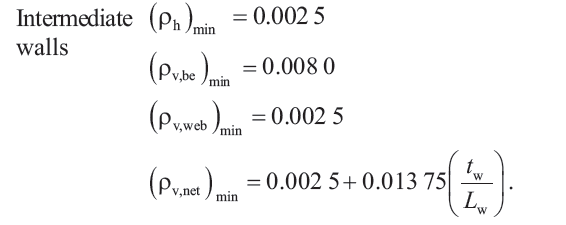 Intermediate (ρh)min = 0.002 5
walls
(ρv,be)min = 0.008 0
(ρv,web)min = 0.002 5
(ρv,net)min = 0.002 5 + 0.013 75(tw/Lw).